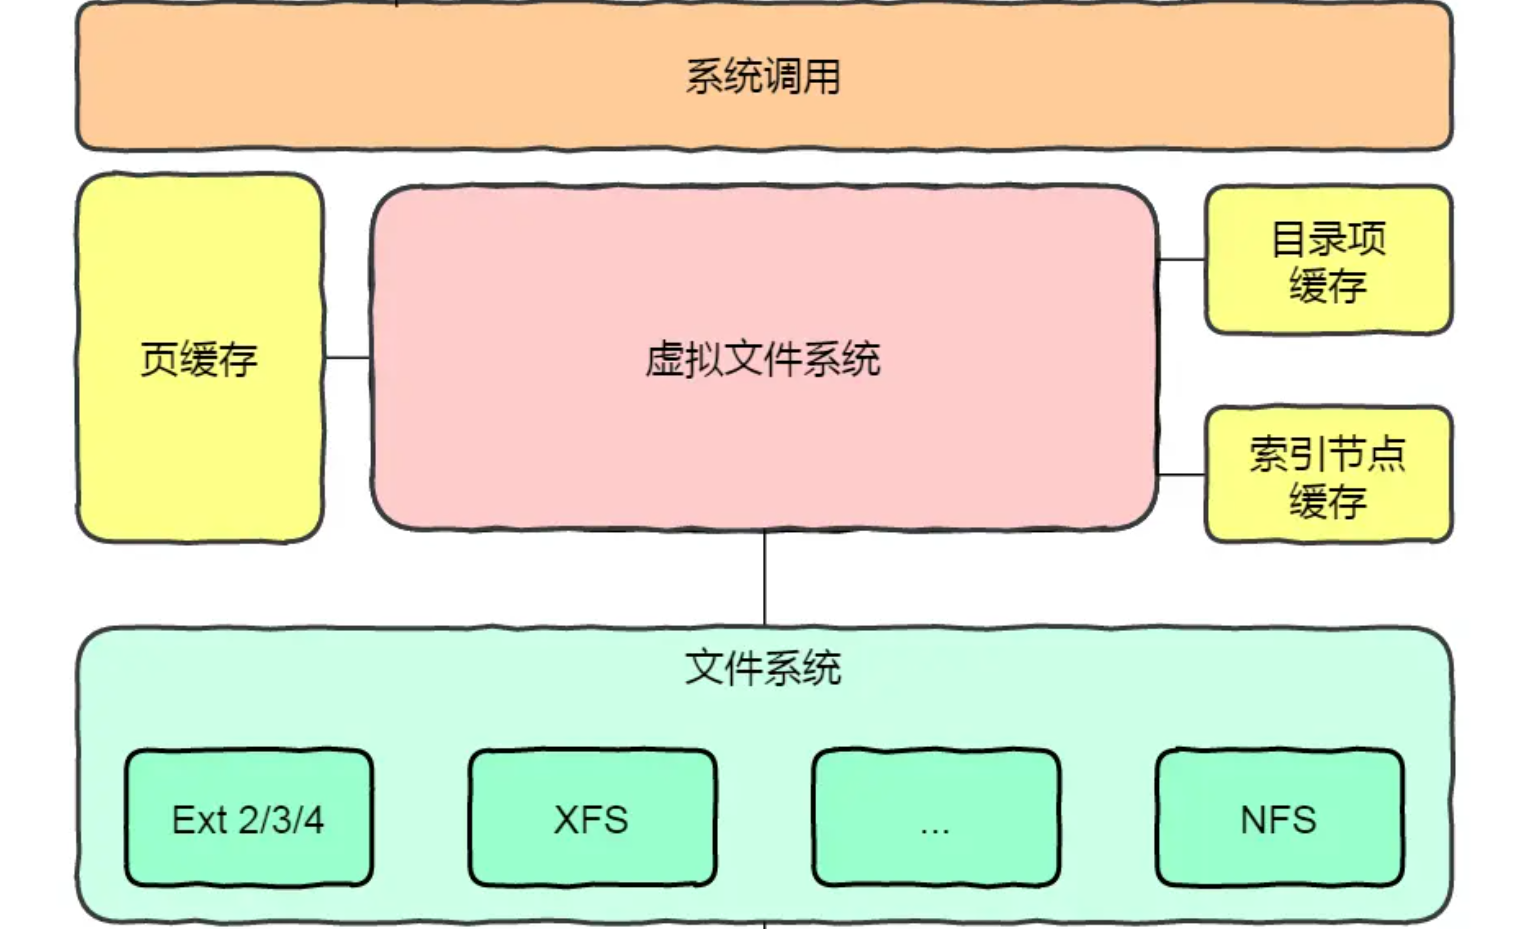 系统调用
页缓存
虚拟文件系统
目录项
缓存
索引节点
缓存
文件系统
Ext 2/3/4
XFS
...
NFS